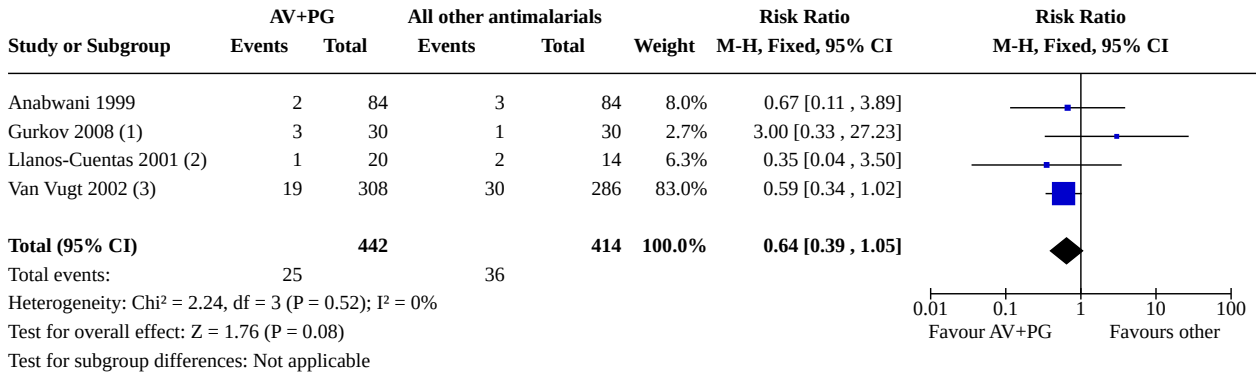 AV+PG All other antimalarials Risk Ratio Risk Ratio
Study or Subgroup Events Total Events Total Weight M-H, Fixed, 95% CI M-H, Fixed, 95% CI
Anabwani 1999 2 84 3 84 8.0% 0.67 [0.11 , 3.89]
Gurkov 2008 (1) 3 30 1 30 2.7% 3.00 [0.33 , 27.23]
Llanos-Cuentas 2001 (2) 1 20 2 14 6.3% 0.35 [0.04 , 3.50]
Van Vugt 2002 (3) 19 308 30 286 83.0% 0.59 [0.34 , 1.02]
Total (95% CI) 442 414 100.0% 0.64 [0.39 , 1.05]
Total events: 25 36
Heterogeneity: Chi² = 2.24, df = 3 (P = 0.52); I² = 0%
0.01 0.1 1 10 100
Test for overall effect: Z = 1.76 (P = 0.08) Favour AV+PG Favours other
Test for subgroup differences: Not applicable